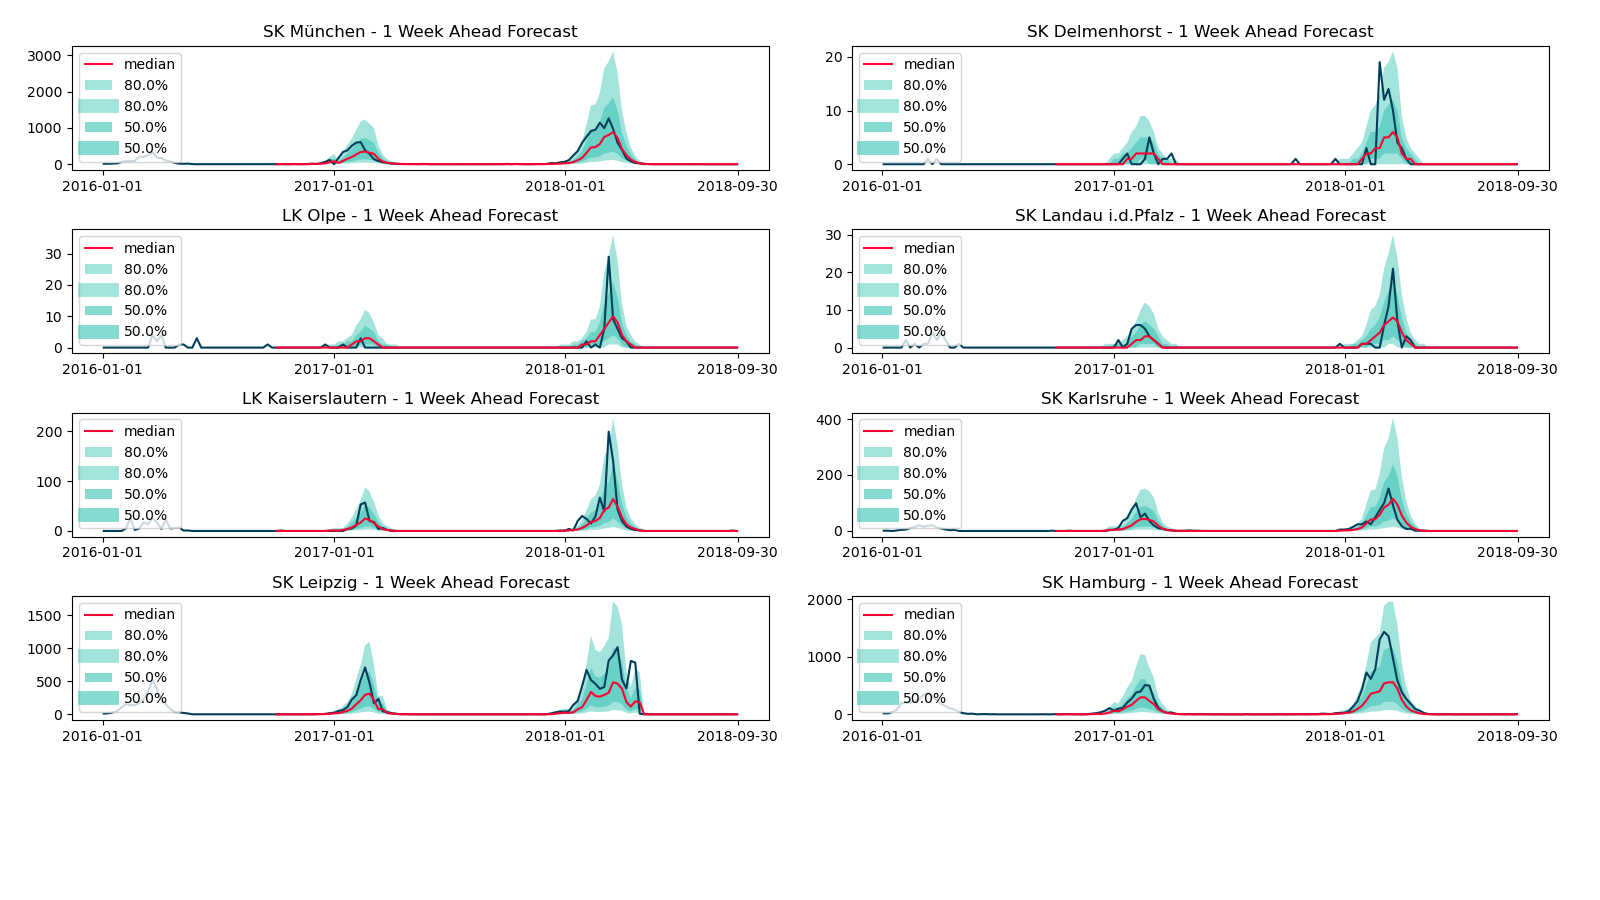 SK München - 1 Week Ahead Forecast
3000
2000
1000
0
median
80.0%
80.0%
50.0%
50.0%
2016-01-01 2017-01-01 2018-01-01 2018-09-30
SK Delmenhorst - 1 Week Ahead Forecast
20
10
0
median
80.0%
80.0%
50.0%
50.0%
2016-01-01 2017-01-01 2018-01-01 2018-09-30
LK Olpe - 1 Week Ahead Forecast
30
20
10
0
median
80.0%
80.0%
50.0%
50.0%
2016-01-01 2017-01-01 2018-01-01 2018-09-30
SK Landau i.d.Pfalz - 1 Week Ahead Forecast
30
20
10
0
median
80.0%
80.0%
50.0%
50.0%
2016-01-01 2017-01-01 2018-01-01 2018-09-30
LK Kaiserslautern - 1 Week Ahead Forecast
200
100
0
median
80.0%
80.0%
50.0%
50.0%
2016-01-01 2017-01-01 2018-01-01 2018-09-30
SK Karlsruhe - 1 Week Ahead Forecast
400
200
0
median
80.0%
80.0%
50.0%
50.0%
2016-01-01 2017-01-01 2018-01-01 2018-09-30
SK Leipzig - 1 Week Ahead Forecast
1500
1000
500
0
median
80.0%
80.0%
50.0%
50.0%
2016-01-01 2017-01-01 2018-01-01 2018-09-30
SK Hamburg - 1 Week Ahead Forecast
2000
1000
0
median
80.0%
80.0%
50.0%
50.0%
2016-01-01 2017-01-01 2018-01-01 2018-09-30